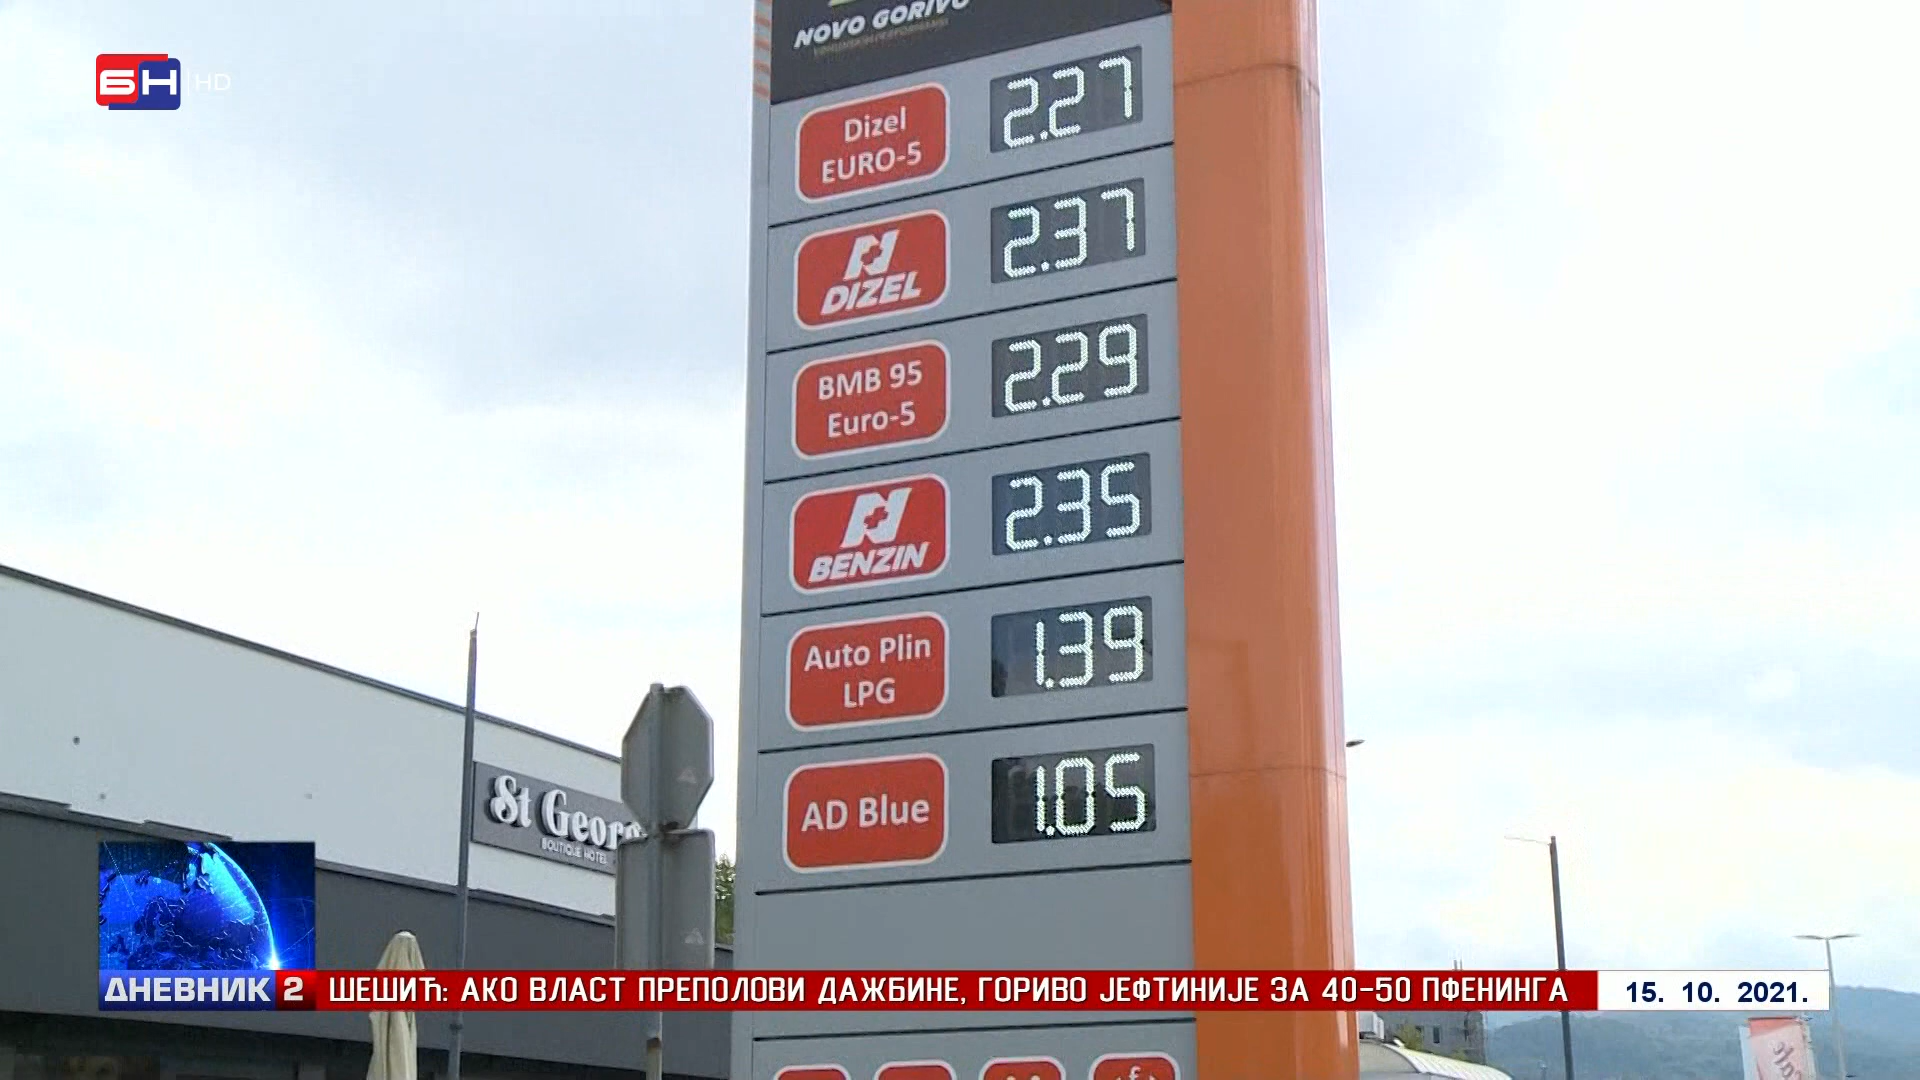 БН HD
NOVO GORIVO
Dizel
EURO-5
2.27
N
DIZEL
2.37
BMB 95
Euro-5
2.29
N
BENZIN
2.35
Auto Plin
LPG
1.39
AD Blue
1.05
St Geor
BOUTIQUE HOTEL
ДНЕВНИК 2
ШЕШИЋ: АКО ВЛАСТ ПРЕПОЛОВИ ДАЖБИНЕ, ГОРИВО ЈЕФТИНИЈЕ ЗА 40-50 ПФЕНИНГА
15. 10. 2021.